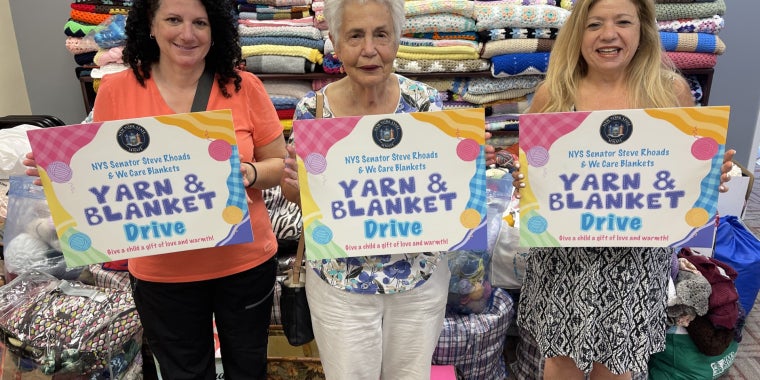 NYS Senator Steve Rhoads
& We Care Blankets
YARN &
BLANKET
Drive
Give a child a gift of love and warmth!
NYS Senator Steve Rhoads
& We Care Blankets
YARN &
BLANKET
Drive
Give a child a gift of love and warmth!
NYS Senator Steve Rhoads
& We Care Blankets
YARN &
BLANKET
Drive
Give a child a gift of love and warmth!